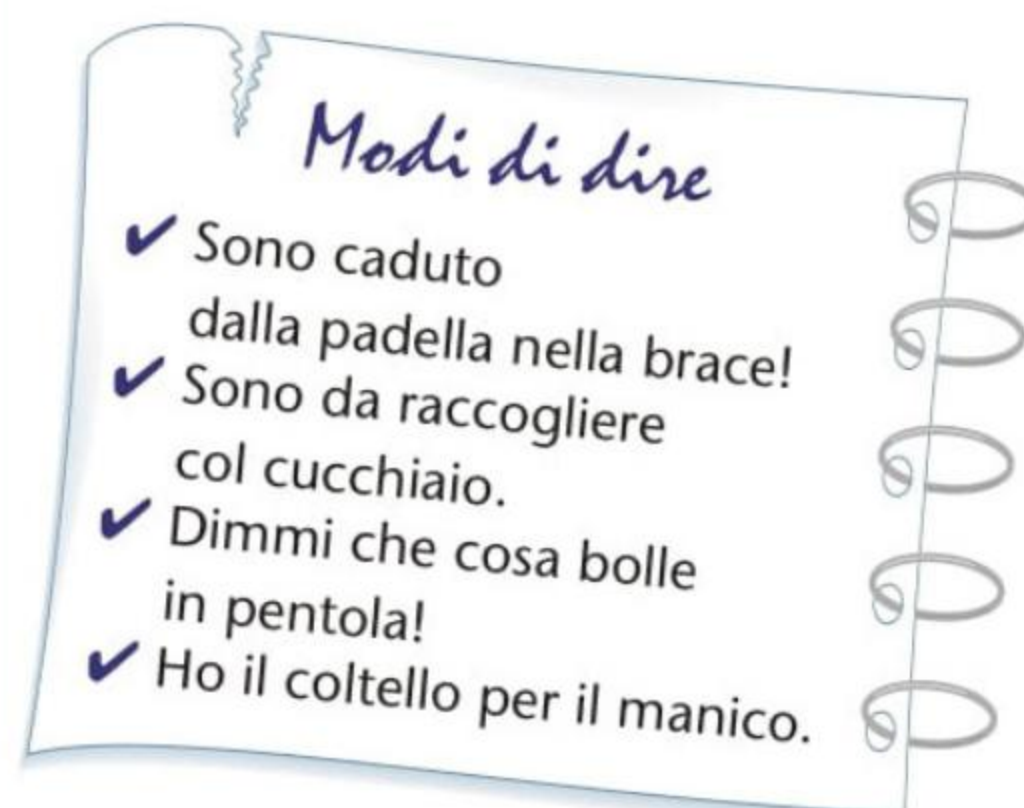 Modi di dire
✔ Sono caduto
dalla padella nella brace!
✔ Sono da raccogliere
col cucchiaio.
✔ Dimmi che cosa bolle
in pentola!
✔ Ho il coltello per il manico.